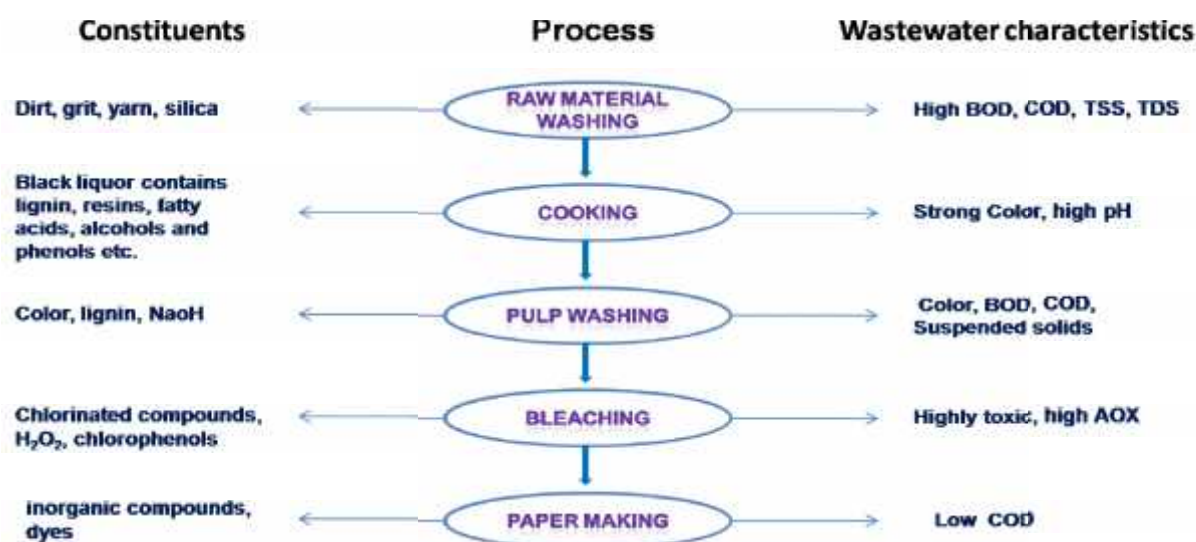 Constituents
Process
Wastewater characteristics
Dirt, grit, yarn, silica
RAW MATERIAL
WASHING
High BOD, COD, TSS, TDS
Black liquor contains
lignin, resins, fatty
acids, alcohols and
phenols etc.
COOKING
Strong Color, high pH
Color, lignin, NaoH
PULP WASHING
Color, BOD, COD,
Suspended solids
Chlorinated compounds,
H₂O₂, chlorophenols
BLEACHING
Highly toxic, high AOX
inorganic compounds,
dyes
PAPER MAKING
Low COD